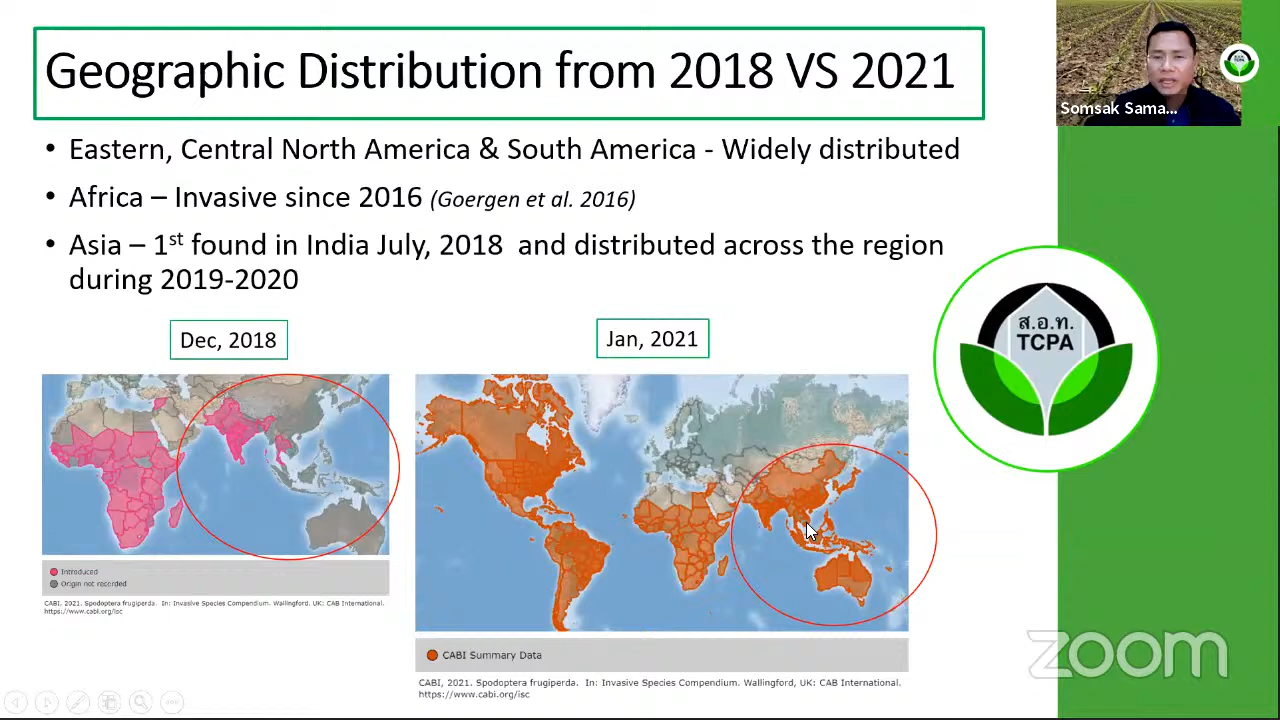 Geographic Distribution from 2018 VS 2021
• Eastern, Central North America & South America - Widely distributed
• Africa – Invasive since 2016 (Goergen et al. 2016)
• Asia – 1st found in India July, 2018 and distributed across the region
during 2019-2020
Dec, 2018
Jan, 2021
Introduced
Origin not recorded
CABI, 2021. Spodoptera frugiperda. In: Invasive Species Compendium. Wallingford, UK: CAB International.
https://www.cabi.org/isc
CABI Summary Data
CABI, 2021. Spodoptera frugiperda. In: Invasive Species Compendium. Wallingford, UK: CAB International.
https://www.cabi.org/isc
Somsak Sama...
ส.อ.ท.
TCPA
ส.อ.ท.
TCPA
zoom